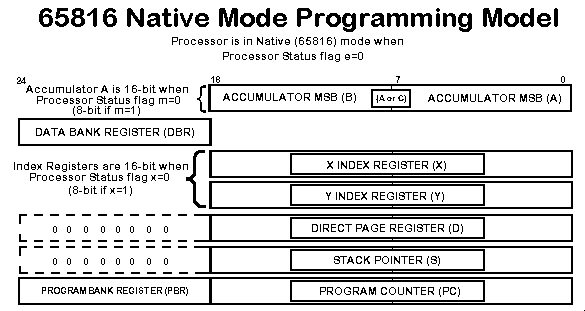 65816 Native Mode Programming Model
Processor is in Native (65816) mode when
Processor Status flag e=0
24 16 7 0
Accumulator A is 16-bit when
Processor Status flag m=0
(8-bit if m=1)
ACCUMULATOR MSB (B) (A or C) ACCUMULATOR MSB (A)
DATA BANK REGISTER (DBR)
Index Registers are 16-bit when
Processor Status flag x=0
(8-bit if x=1)
X INDEX REGISTER (X)
Y INDEX REGISTER (Y)
0 0 0 0 0 0 0 0 DIRECT PAGE REGISTER (D)
0 0 0 0 0 0 0 0 STACK POINTER (S)
PROGRAM BANK REGISTER (PBR) PROGRAM COUNTER (PC)